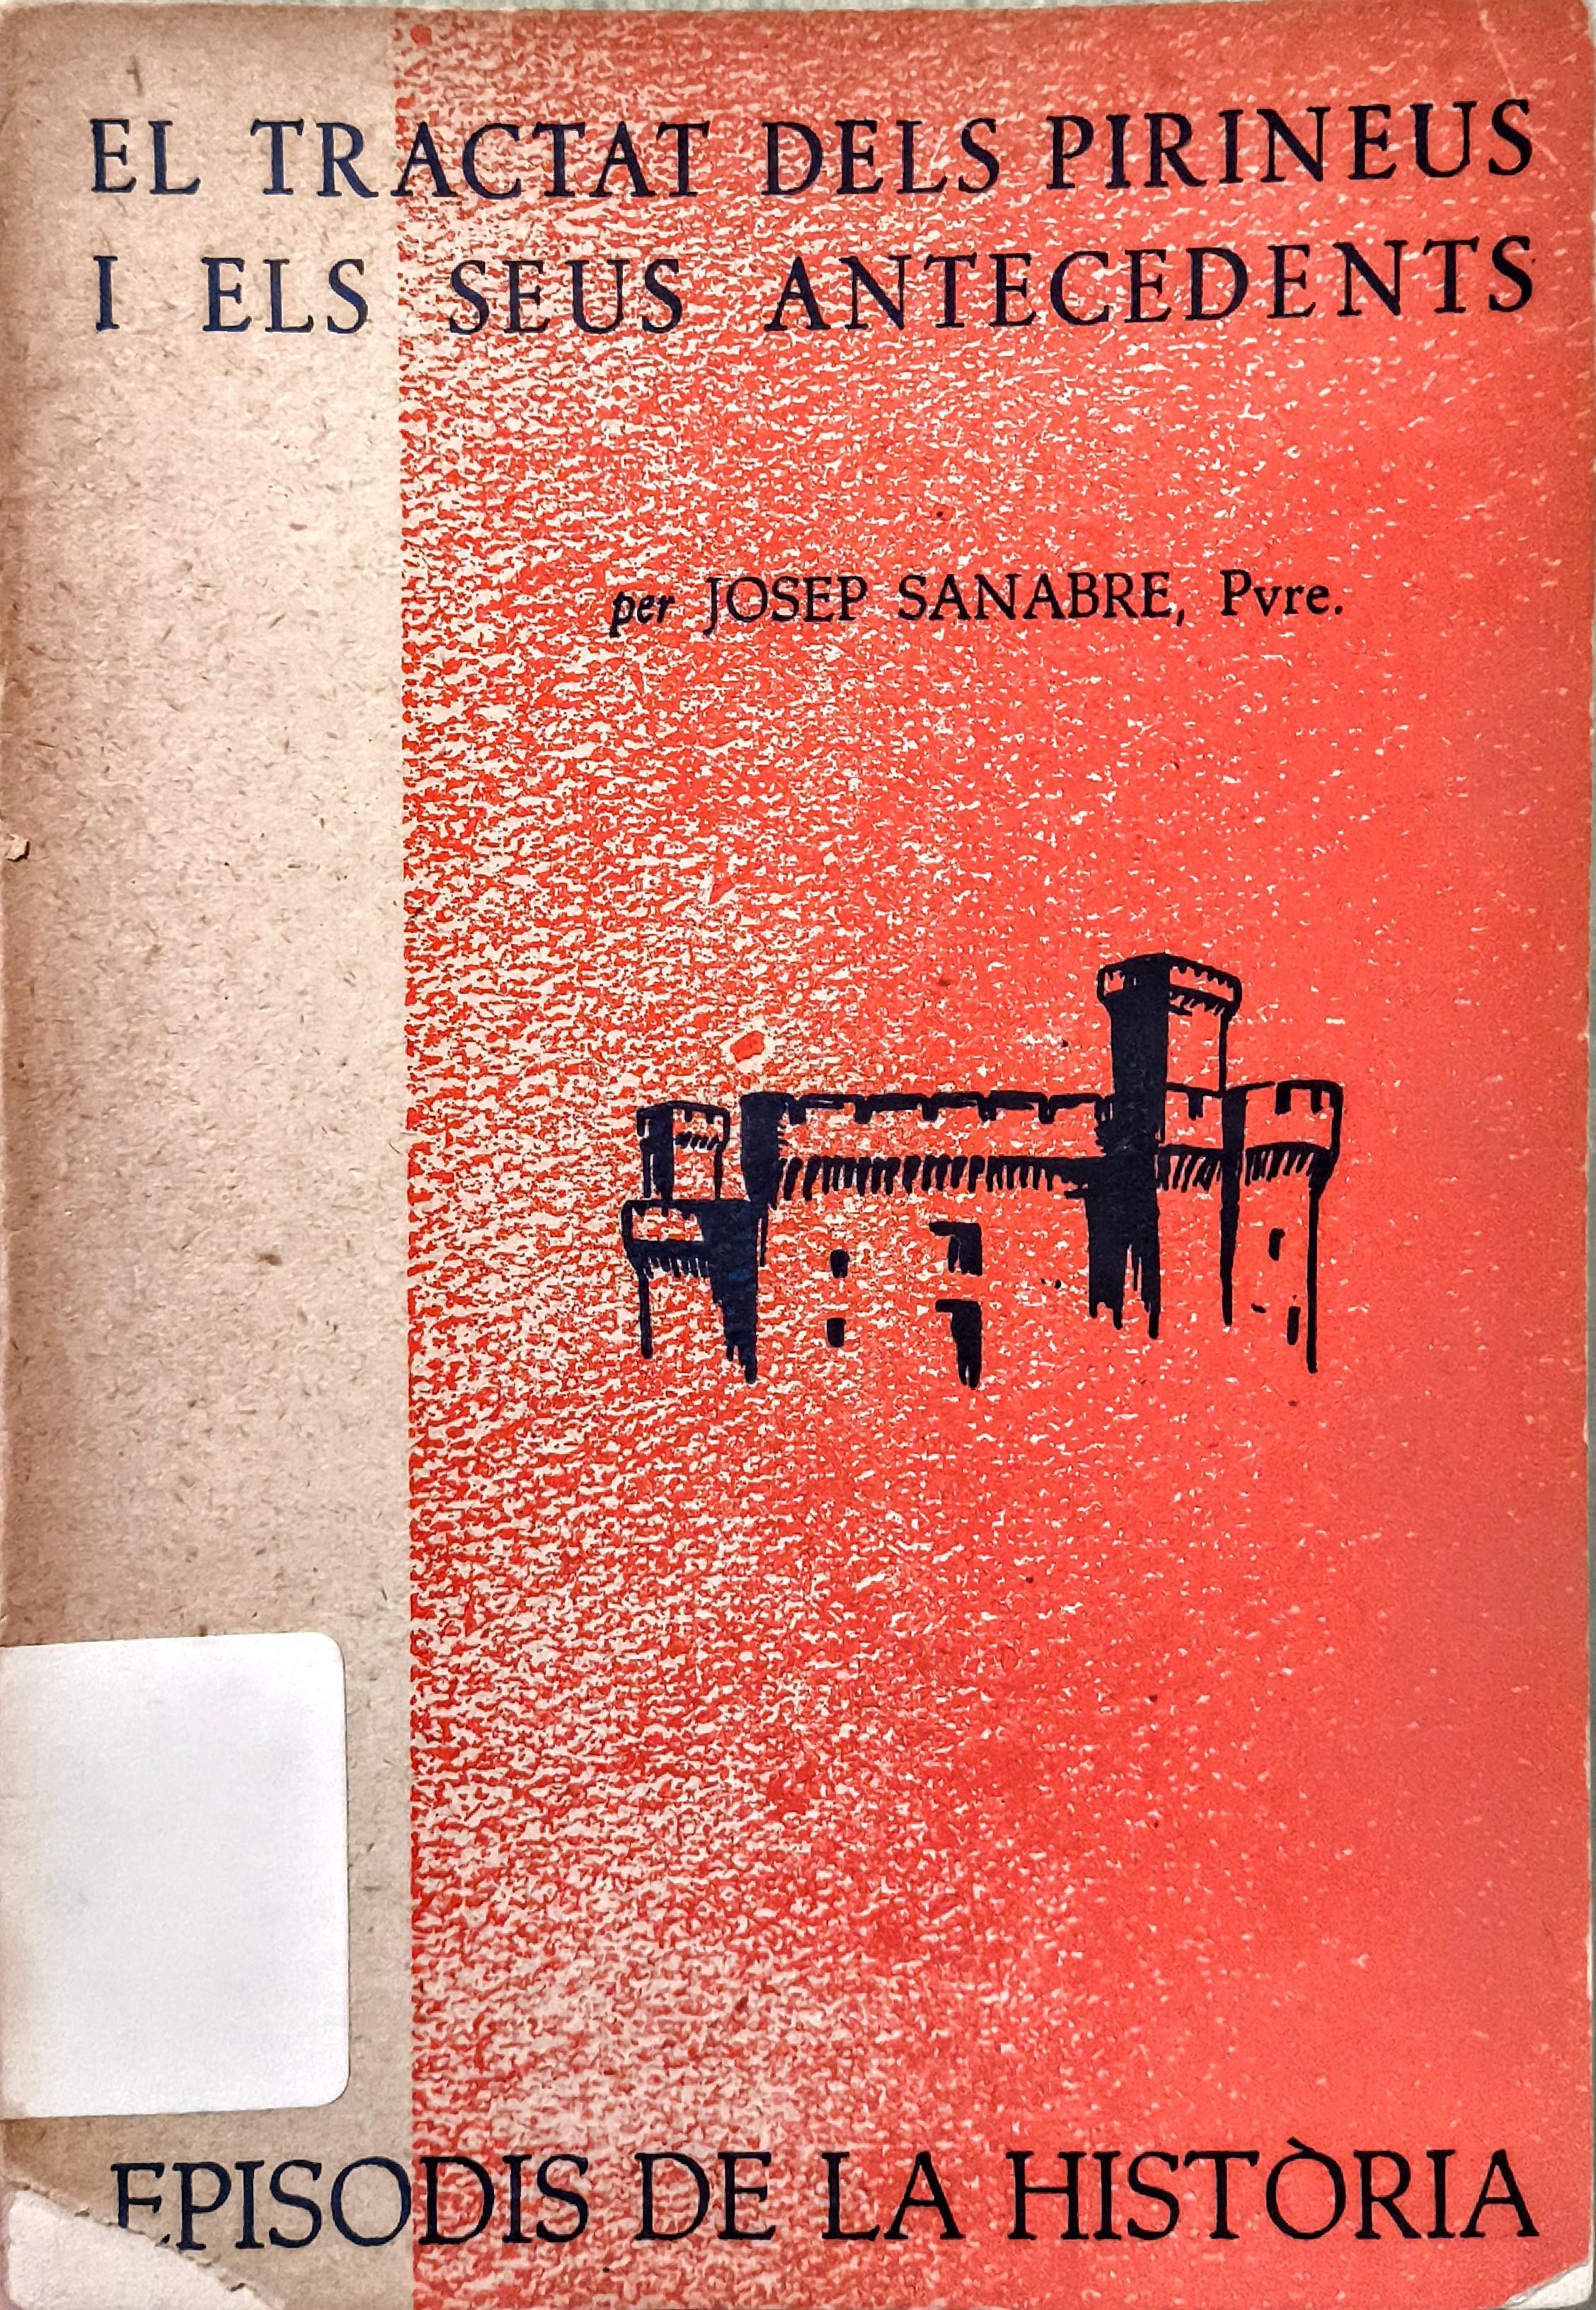 EL TRACTAT DELS PIRINEUS
I ELS SEUS ANTECEDENTS
per JOSEP SANABRE, Pvre.
EPISODIS DE LA HISTÒRIA